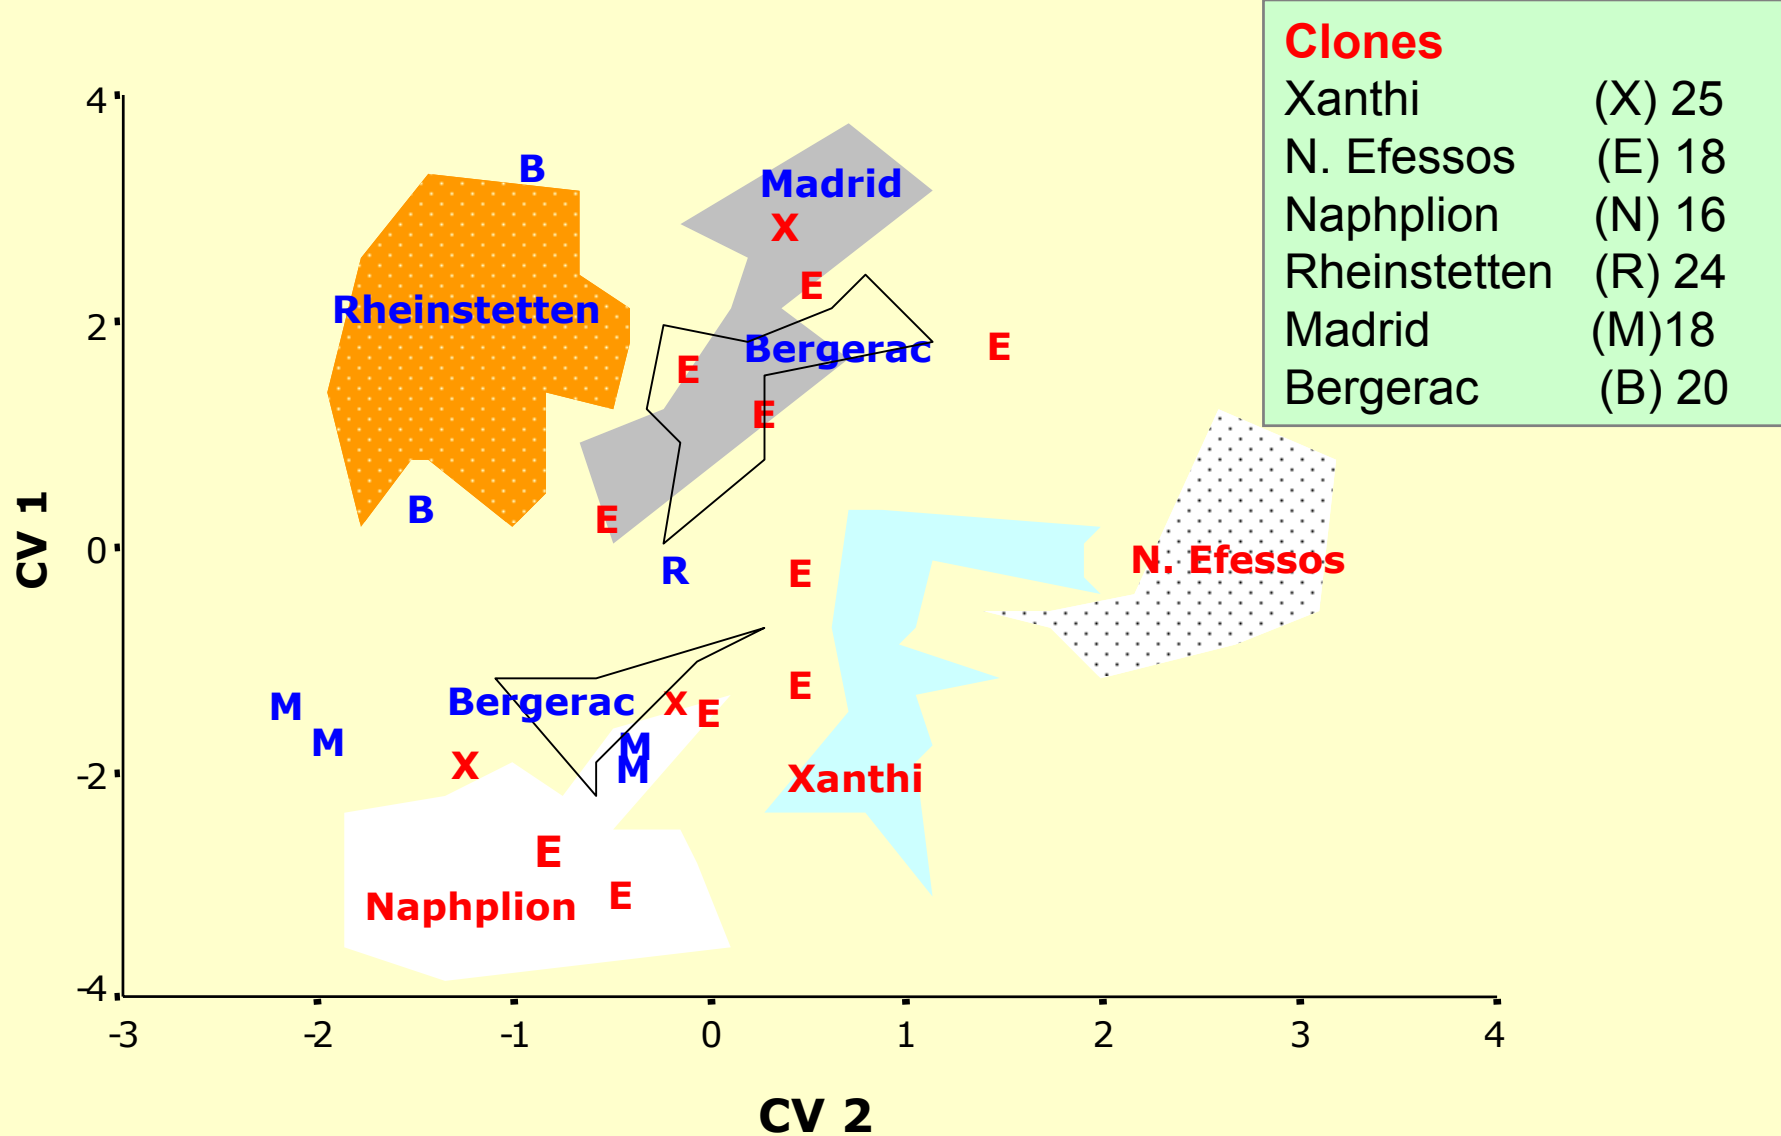 Clones
Xanthi (X) 25
N. Efessos (E) 18
Naphplion (N) 16
Rheinstetten (R) 24
Madrid (M)18
Bergerac (B) 20
4
B
Madrid
X
E
Rheinstetten
2
Bergerac
E
E
E
B
E
CV 1
0
R
E
N. Efessos
E
M
Bergerac
X
E
M
M
X
M
-2
Xanthi
E
E
Naphplion
-4
-3 -2 -1 0 1 2 3 4
CV 2